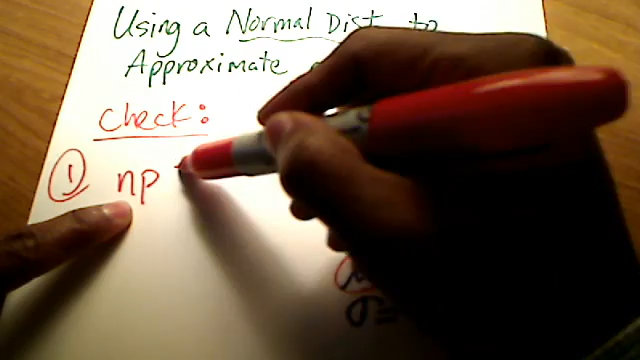 Using a Normal Dist to
Approximate
Check:
① np
σ=